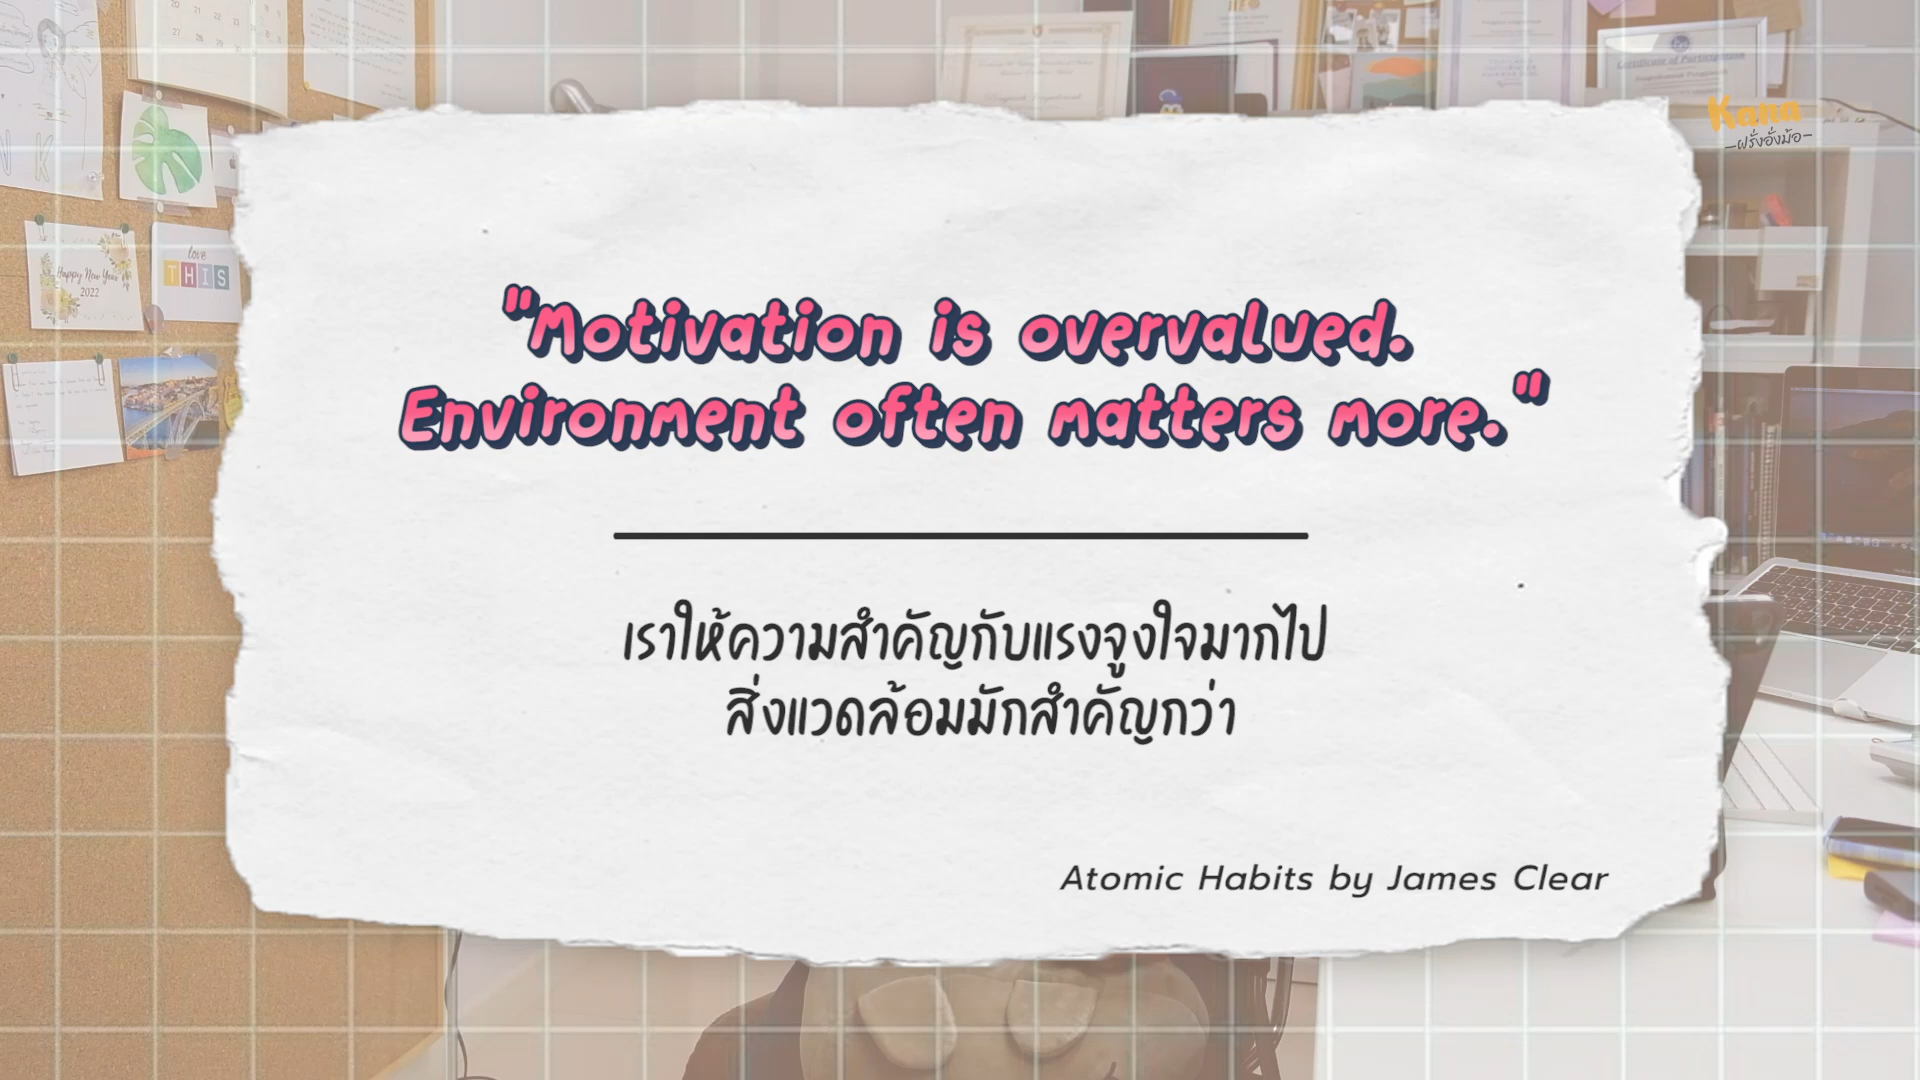 Kana
—ฝรั่งอั่งม้อ—
Certificate of Participation
Happy New Year
2022
love
THIS
"Motivation is overvalued.
Environment often matters more."
เราให้ความสำคัญกับแรงจูงใจมากไป
สิ่งแวดล้อมมักสำคัญกว่า
Atomic Habits by James Clear